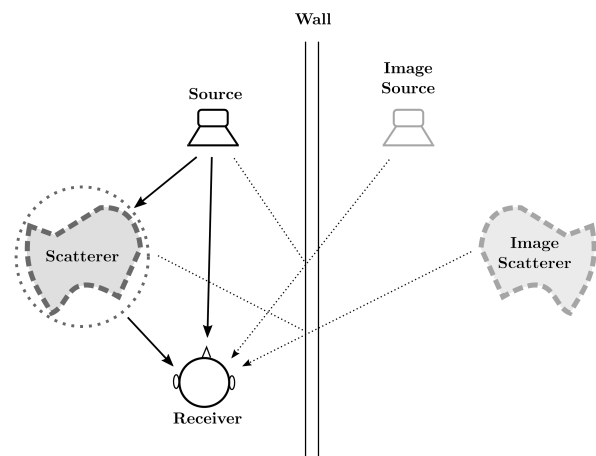 Wall
Source
Image
Source
Scatterer
Image
Scatterer
Receiver